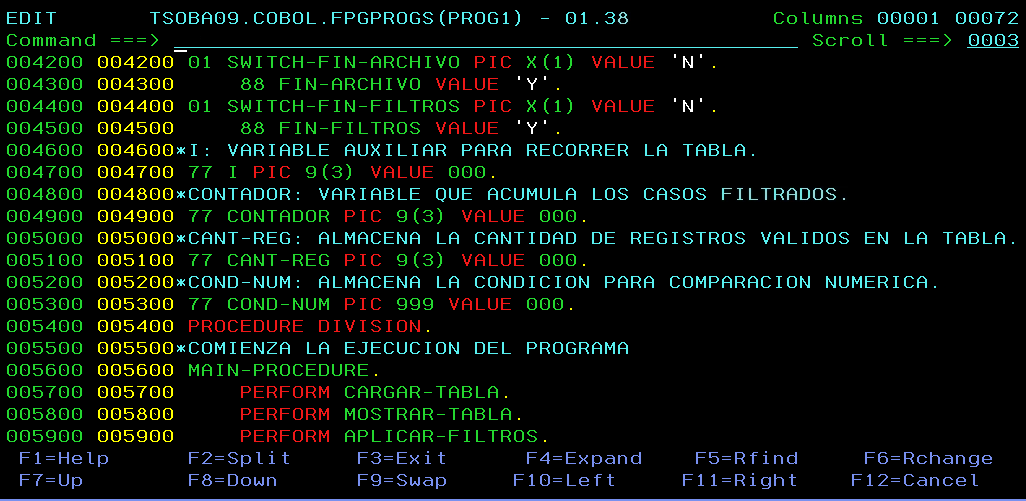 EDIT       TSOBA09.COBOL.FPGPROGS(PROG1) - 01.38           Columns 00001 00072
Command ===>                                                  Scroll ===> 0003
004200 004200 01 SWITCH-FIN-ARCHIVO PIC X(1) VALUE 'N'.
004300 004300     88 FIN-ARCHIVO VALUE 'Y'.
004400 004400 01 SWITCH-FIN-FILTROS PIC X(1) VALUE 'N'.
004500 004500     88 FIN-FILTROS VALUE 'Y'.
004600 004600*I: VARIABLE AUXILIAR PARA RECORRER LA TABLA.
004700 004700 77 I PIC 9(3) VALUE 000.
004800 004800*CONTADOR: VARIABLE QUE ACUMULA LOS CASOS FILTRADOS.
004900 004900 77 CONTADOR PIC 9(3) VALUE 000.
005000 005000*CANT-REG: ALMACENA LA CANTIDAD DE REGISTROS VALIDOS EN LA TABLA.
005100 005100 77 CANT-REG PIC 9(3) VALUE 000.
005200 005200*COND-NUM: ALMACENA LA CONDICION PARA COMPARACION NUMERICA.
005300 005300 77 COND-NUM PIC 999 VALUE 000.
005400 005400 PROCEDURE DIVISION.
005500 005500*COMIENZA LA EJECUCION DEL PROGRAMA
005600 005600 MAIN-PROCEDURE.
005700 005700     PERFORM CARGAR-TABLA.
005800 005800     PERFORM MOSTRAR-TABLA.
005900 005900     PERFORM APLICAR-FILTROS.
F1=Help      F2=Split     F3=Exit      F4=Expand    F5=Rfind     F6=Rchange
F7=Up        F8=Down      F9=Swap     F10=Left     F11=Right    F12=Cancel